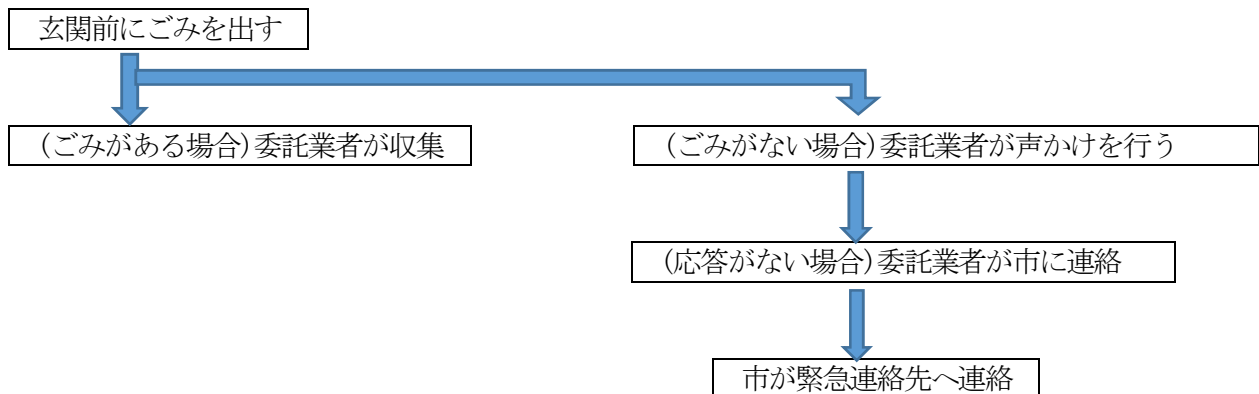 玄関前にごみを出す
(ごみがある場合)委託業者が収集
(ごみがない場合)委託業者が声かけを行う
(応答がない場合)委託業者が市に連絡
市が緊急連絡先へ連絡